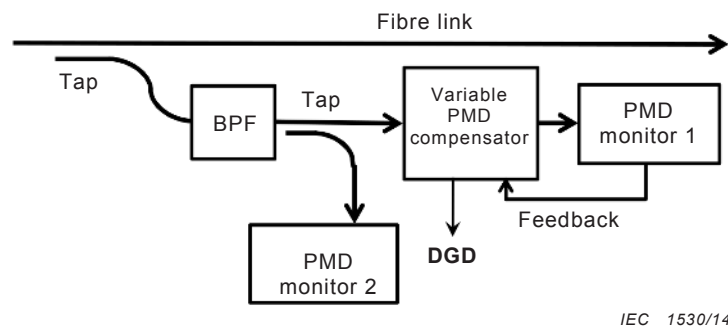 Fibre link
Tap
BPF
Tap
Variable
PMD
compensator
PMD
monitor 1
Feedback
DGD
PMD
monitor 2
IEC 1530/14